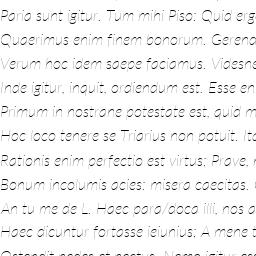 Paria sunt igitur. Tum mihi Piso: Quid erg
Quaerimus enim finem bonorum. Gerend
Verum hoc idem saepe faciamus. Videsne
Inde igitur, inquit, ordiendum est. Esse en
Primum in nostrane potestate est, quid m
Hoc loco tenere se Triarius non potuit. Ita
Rationis enim perfectio est virtus; Prave,
Bonum incolumis acies: misera caecitas.
An tu me de L. Haec para/doca illi, nos a
Haec dicuntur fortasse ieiunius; A mene t